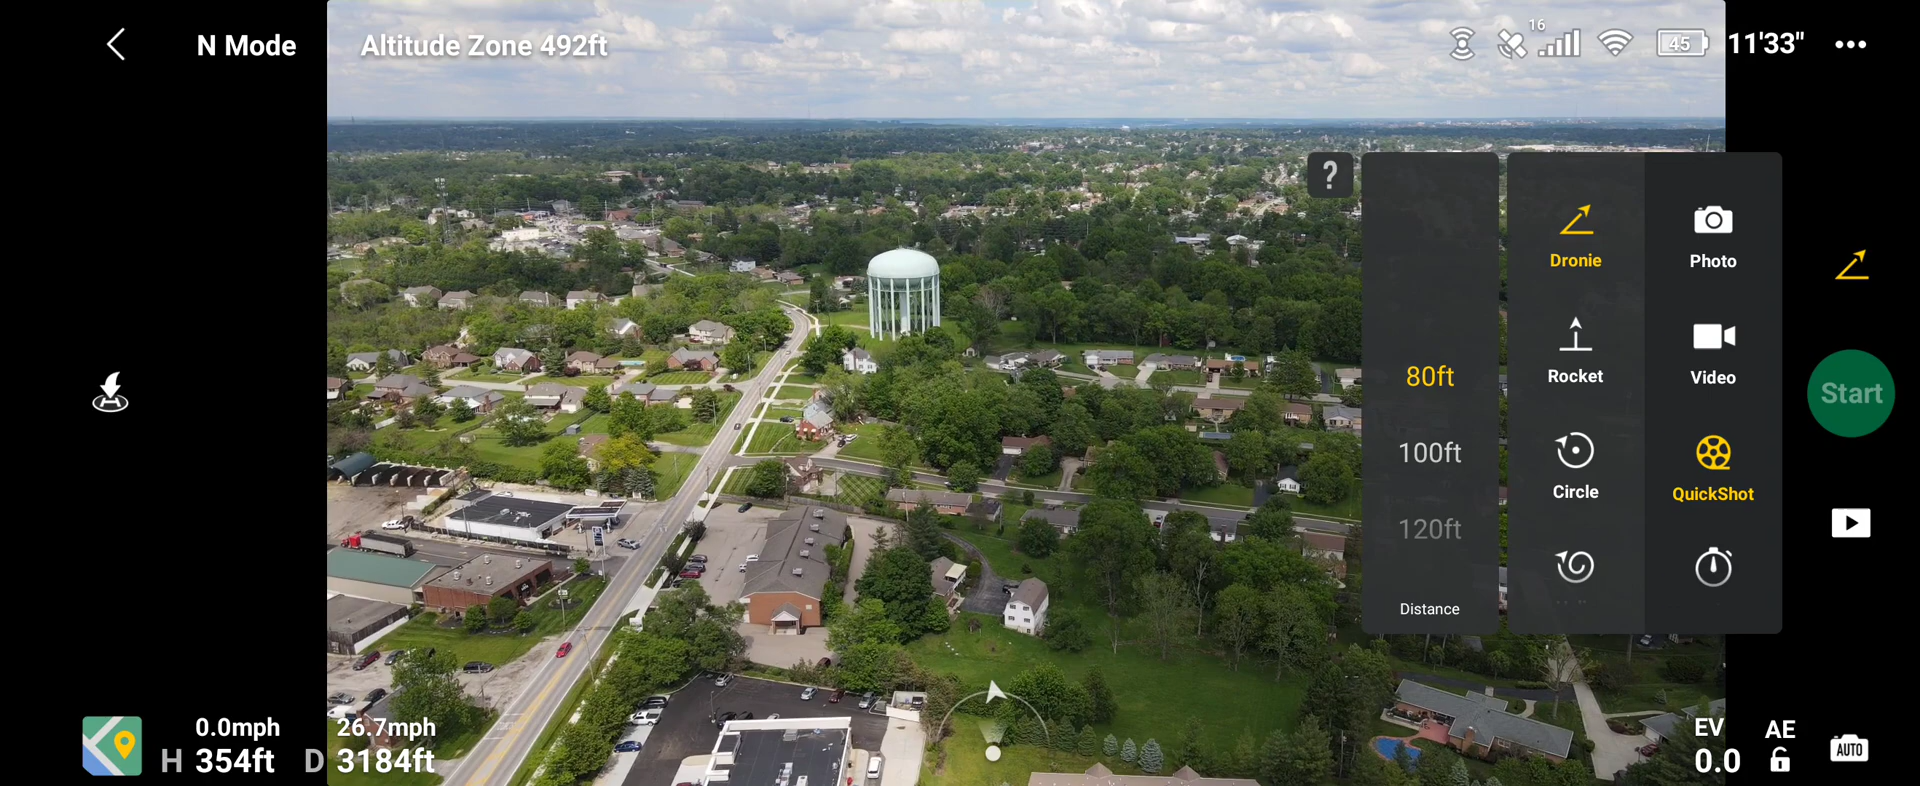 N Mode
Altitude Zone 492ft
16
45
11'33"
?
Dronie
Photo
80ft
Rocket
Video
100ft
Circle
QuickShot
Start
120ft
Distance
0.0mph
26.7mph
H 354ft
D 3184ft
EV
0.0
AE
AUTO